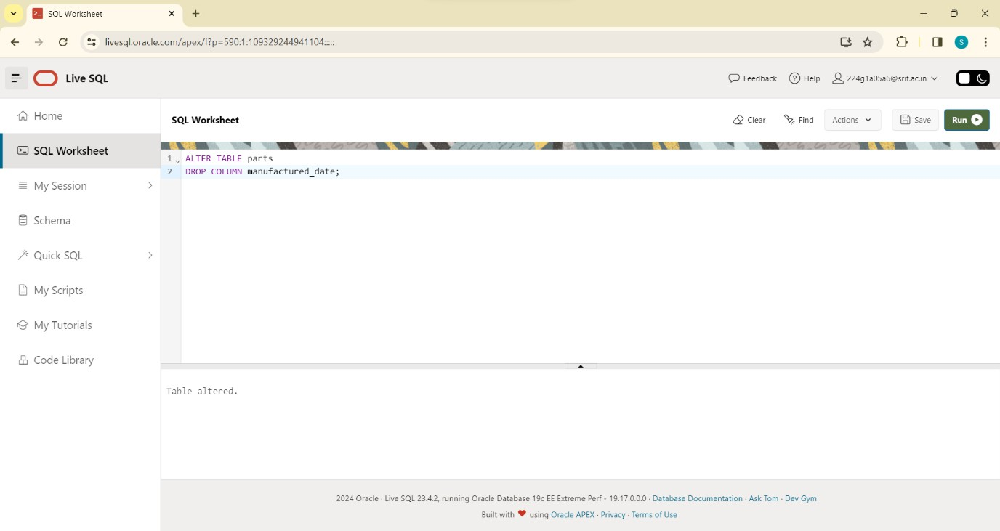 SQL Worksheet
livesql.oracle.com/apex/f?p=590:1:109329244941104:::::
S
Live SQL
Feedback
Help
224g1a05a6@srit.ac.in
Home
SQL Worksheet
My Session
Schema
Quick SQL
My Scripts
My Tutorials
Code Library
SQL Worksheet
Clear
Find
Actions
Save
Run
1 ALTER TABLE parts
2 DROP COLUMN manufactured_date;
Table altered.
2024 Oracle · Live SQL 23.4.2, running Oracle Database 19c EE Extreme Perf - 19.17.0.0.0 · Database Documentation · Ask Tom · Dev Gym
Built with ❤ using Oracle APEX · Privacy · Terms of Use